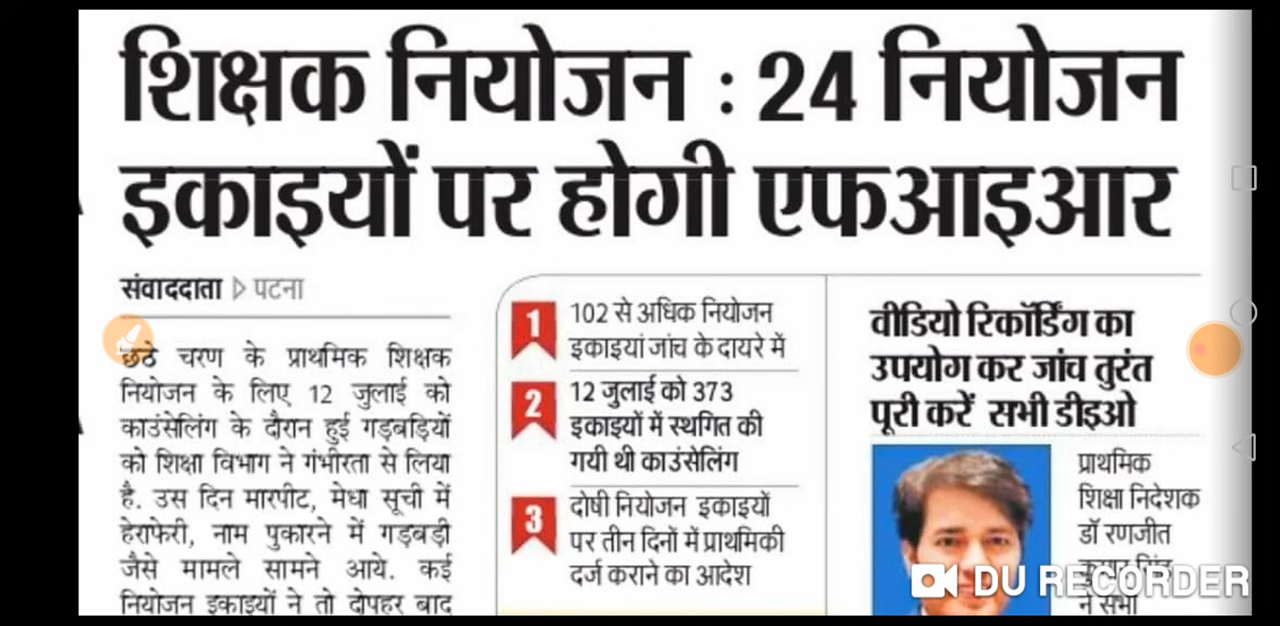 शिक्षक नियोजन : 24 नियोजन
इकाइयों पर होगी एफआइआर
संवाददाता ▷ पटना
छठे चरण के प्राथमिक शिक्षक
नियोजन के लिए 12 जुलाई को
काउंसेलिंग के दौरान हुई गड़बड़ियों
को शिक्षा विभाग ने गंभीरता से लिया
है. उस दिन मारपीट, मेधा सूची में
हेराफेरी, नाम पुकारने में गड़बड़ी
जैसे मामले सामने आये. कई
नियोजन इकाइयों ने तो दोपहर बाद
1 102 से अधिक नियोजन
इकाइयां जांच के दायरे में
2 12 जुलाई को 373
इकाइयों में स्थगित की
गयी थी काउंसेलिंग
3 दोषी नियोजन इकाइयों
पर तीन दिनों में प्राथमिकी
दर्ज कराने का आदेश
वीडियो रिकॉर्डिंग का
उपयोग कर जांच तुरंत
पूरी करें सभी डीइओ
प्राथमिक
शिक्षा निदेशक
डॉ रणजीत
ने सभी
DU RECORDER